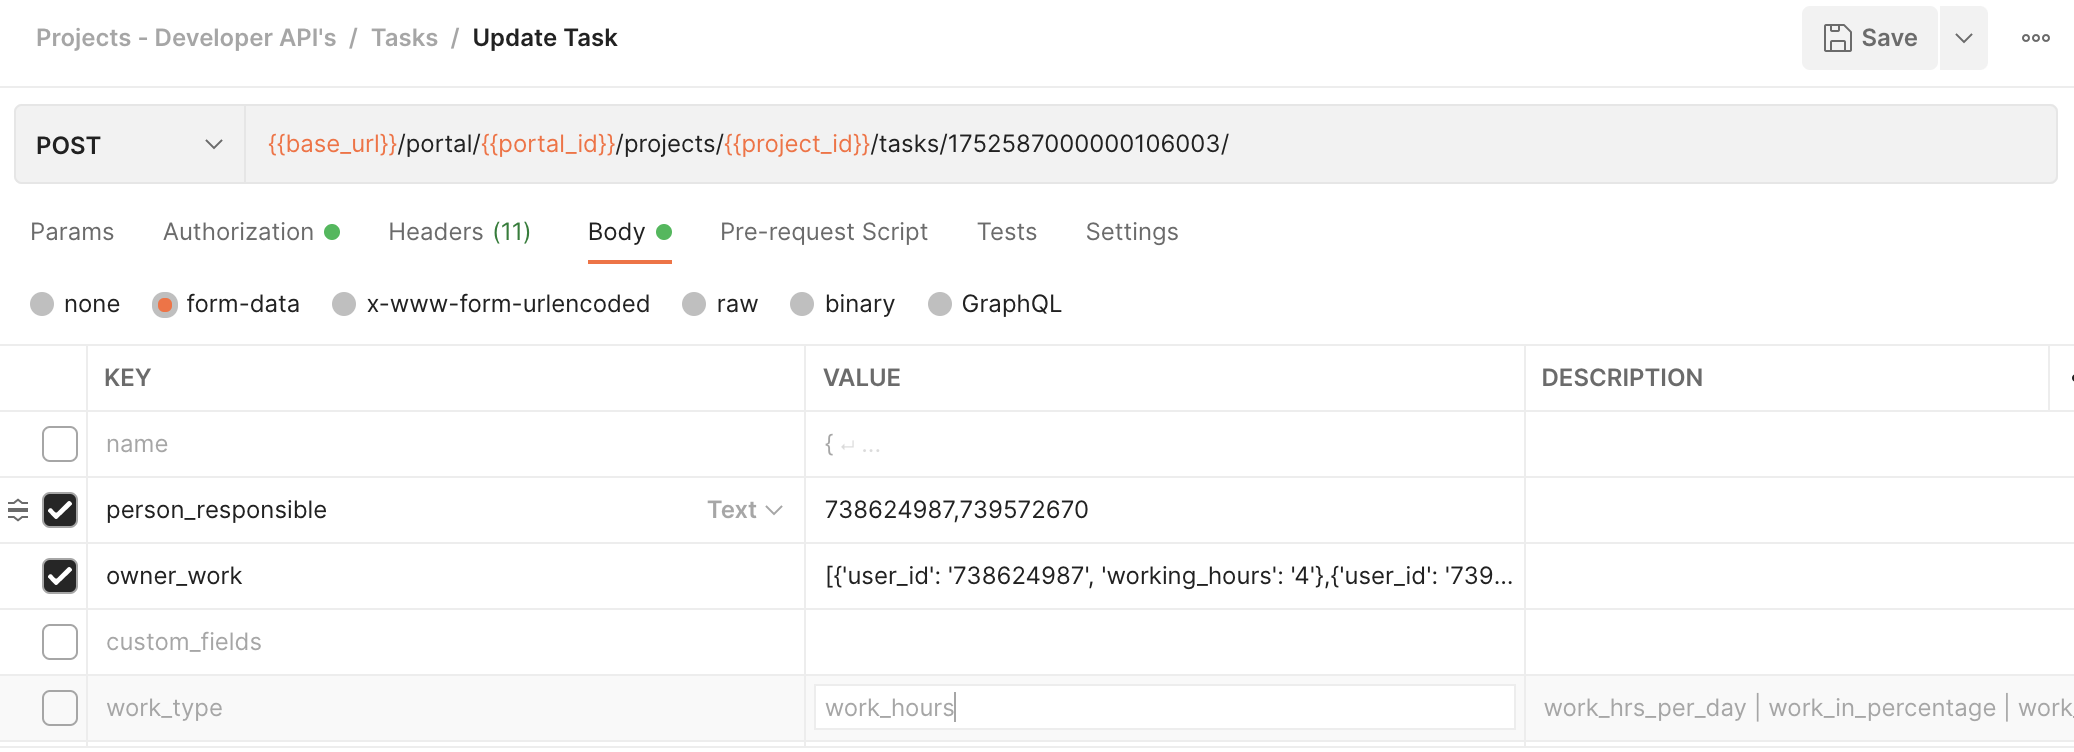 Projects - Developer API's / Tasks / Update Task
Save
POST
{{base_url}}/portal/{{portal_id}}/projects/{{project_id}}/tasks/1752587000000106003/
Params Authorization Headers (11) Body Pre-request Script Tests Settings
none form-data x-www-form-urlencoded raw binary GraphQL
KEY VALUE DESCRIPTION
name { ↵ ...
person_responsible Text 738624987,739572670
owner_work [{'user_id': '738624987', 'working_hours': '4'},{'user_id': '739...
custom_fields
work_type work_hours work_hrs_per_day | work_in_percentage | work_